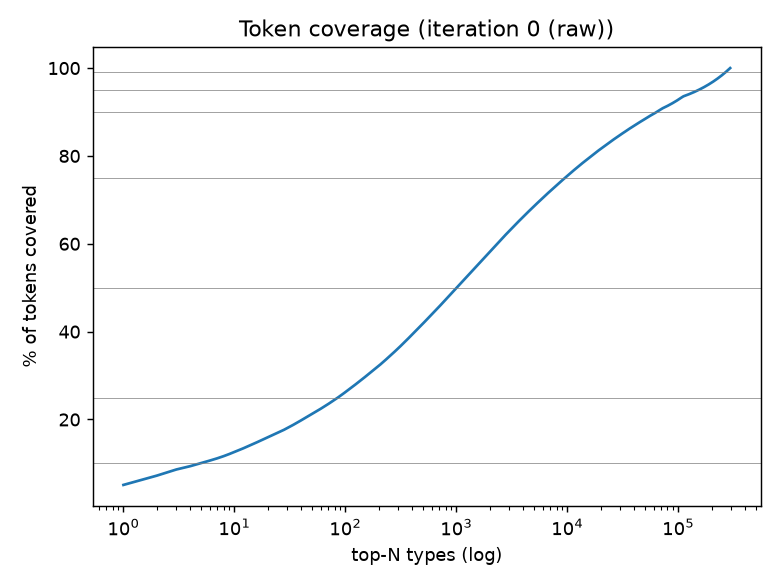 Token coverage (iteration 0 (raw))
100
80
60
40
20
% of tokens covered
10⁰ 10¹ 10² 10³ 10⁴ 10⁵
top-N types (log)